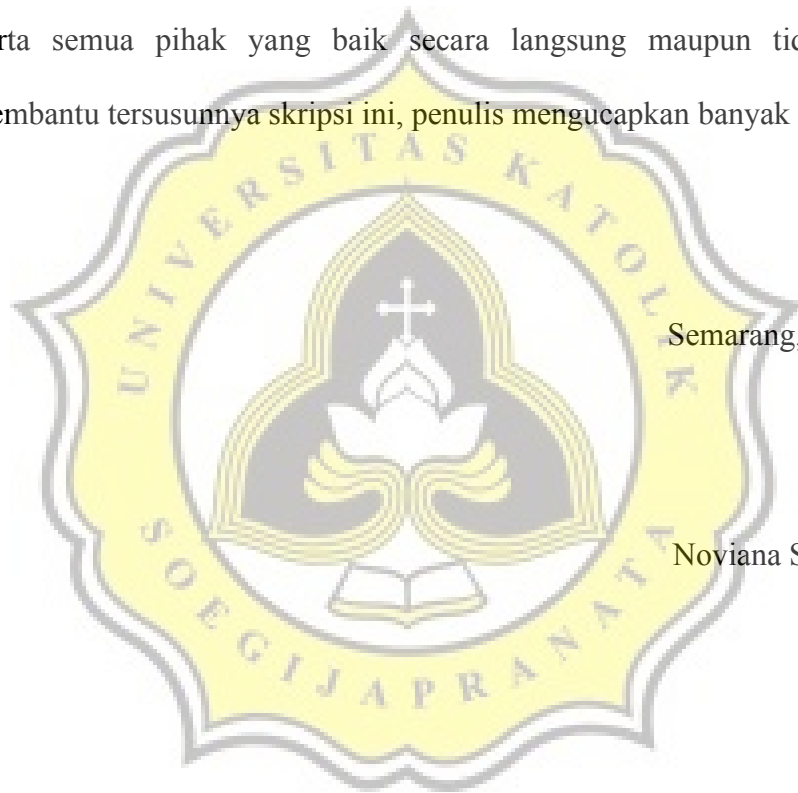 rta semua pihak yang baik secara langsung maupun tid
embantu tersusunnya skripsi ini, penulis mengucapkan banyak
Semarang,
Noviana S
UNIVERSITAS KATOLIK
SOEGIJAPRANATA